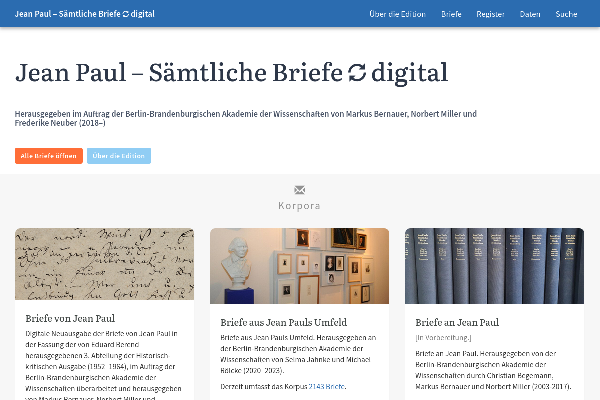 Jean Paul – Sämtliche Briefe digital
Über die Edition Briefe Register Daten Suche
Jean Paul – Sämtliche Briefe digital
Herausgegeben im Auftrag der Berlin-Brandenburgischen Akademie der Wissenschaften von Markus Bernauer, Norbert Miller und
Frederike Neuber (2018–)
Alle Briefe öffnen Über die Edition
Korpora
Briefe von Jean Paul
Digitale Neuausgabe der Briefe von Jean Paul in
der Fassung der von Eduard Berend
herausgegebenen 3. Abteilung der Historisch-
kritischen Ausgabe (1952-1964), im Auftrag der
Berlin-Brandenburgischen Akademie der
Wissenschaften überarbeitet und herausgegeben
von Markus Bernauer, Norbert Miller und
Briefe aus Jean Pauls Umfeld
Briefe aus Jean Pauls Umfeld. Herausgegeben an
der Berlin-Brandenburgischen Akademie der
Wissenschaften von Selma Jahnke und Michael
Rölcke (2020–2023).
Derzeit umfasst das Korpus 2143 Briefe.
Briefe an Jean Paul
[In Vorbereitung.]
Briefe an Jean Paul. Herausgegeben von der
Berlin-Brandenburgischen Akademie der
Wissenschaften durch Christian Begemann,
Markus Bernauer und Norbert Miller (2003-2017).